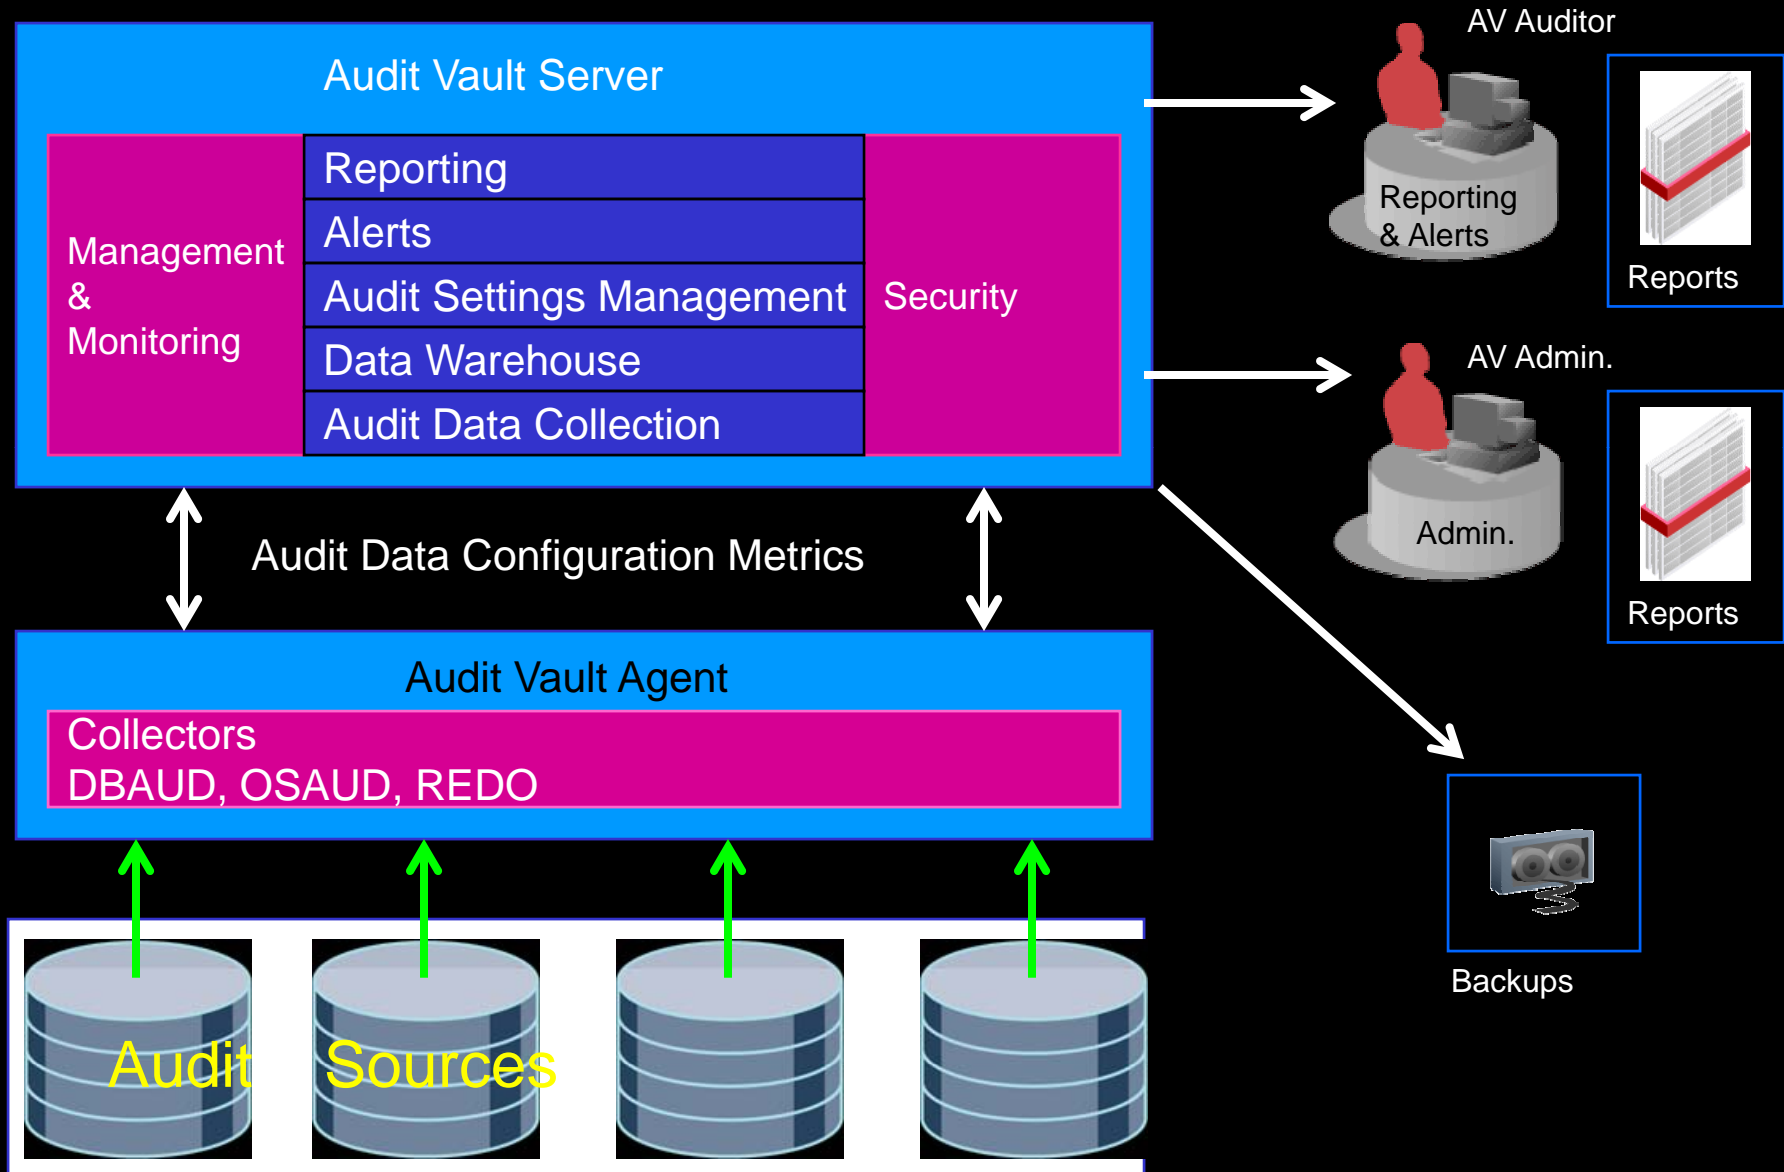 AV Auditor
Audit Vault Server
Reporting
Alerts
Audit Settings Management
Data Warehouse
Audit Data Collection
Management
&
Monitoring
Security
Reporting
& Alerts
Reports
AV Admin.
Admin.
Reports
Audit Data Configuration Metrics
Audit Vault Agent
Collectors
DBAUD, OSAUD, REDO
Backups
Audit Sources